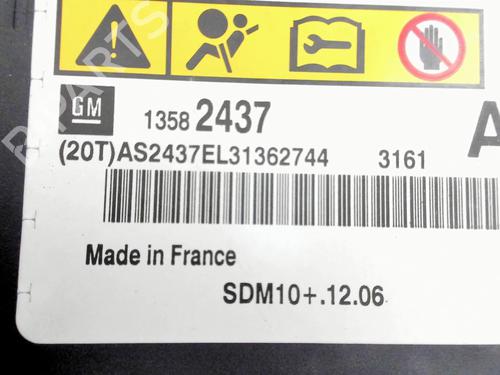 GM 1358 2437 A
(20T)AS2437EL31362744 3161
Made in France
SDM10+.12.06